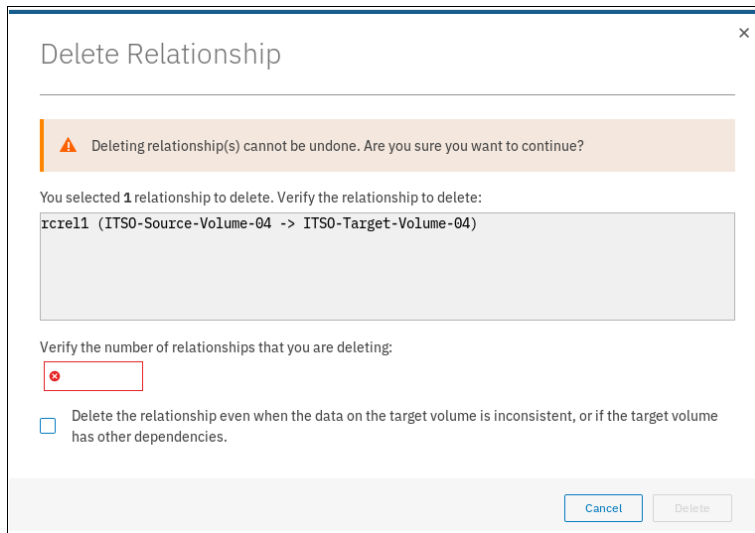 Delete Relationship
Deleting relationship(s) cannot be undone. Are you sure you want to continue?
You selected 1 relationship to delete. Verify the relationship to delete:
rcrel1 (ITSO-Source-Volume-04 -> ITSO-Target-Volume-04)
Verify the number of relationships that you are deleting:
Delete the relationship even when the data on the target volume is inconsistent, or if the target volume
has other dependencies.
Cancel
Delete